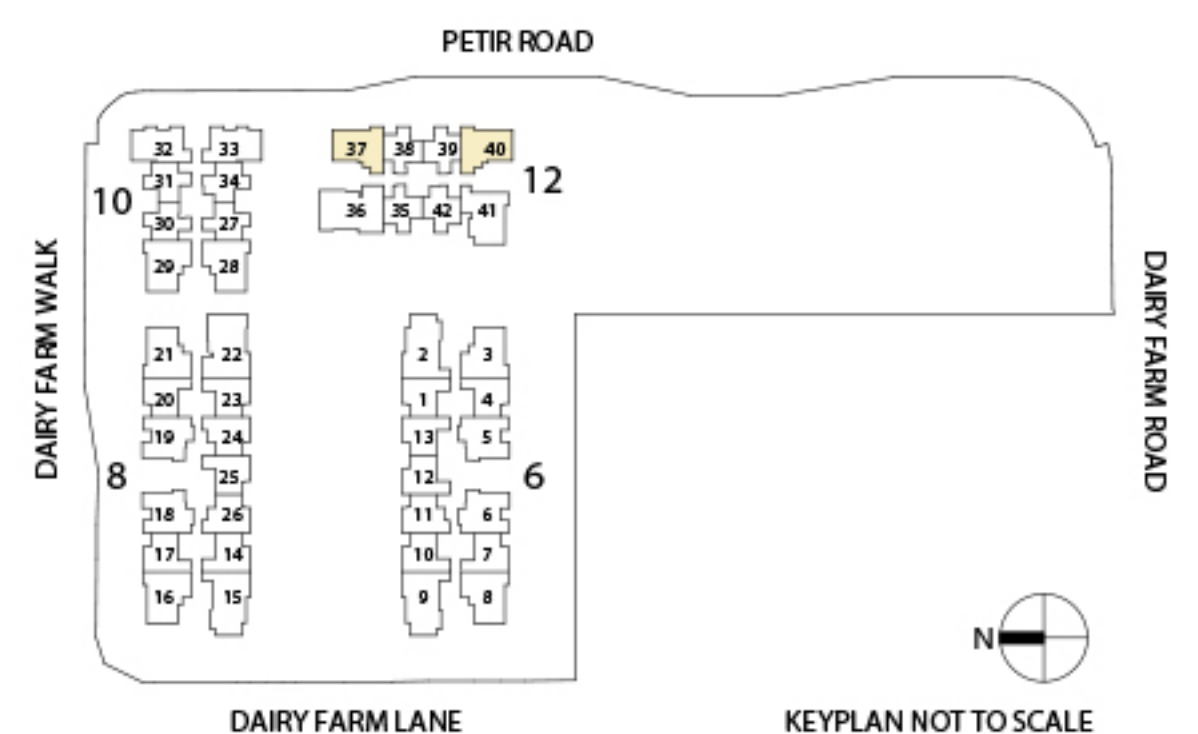 PETIR ROAD
32 33 37 38 39 40
31 34 12
10 36 35 42 41
30 27
29 28
DAIRY FARM WALK
DAIRY FARM ROAD
21 22 2 3
20 23 1 4
19 24 13 5
8 25 12 6
18 26 11 6
17 14 10 7
16 15 9 8
N
DAIRY FARM LANE
KEYPLAN NOT TO SCALE